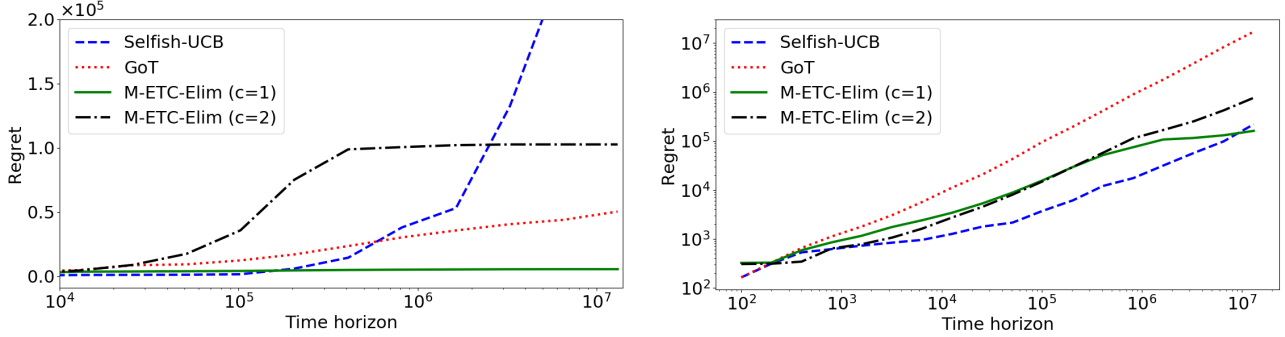 ×10⁵
2.0
1.5
1.0
0.5
0.0
Regret
Selfish-UCB
GoT
M-ETC-Elim (c=1)
M-ETC-Elim (c=2)
10⁴
10⁵
10⁶
10⁷
Time horizon
10⁷
10⁶
10⁵
10⁴
10³
10²
Regret
Selfish-UCB
GoT
M-ETC-Elim (c=1)
M-ETC-Elim (c=2)
10²
10³
10⁴
10⁵
10⁶
10⁷
Time horizon